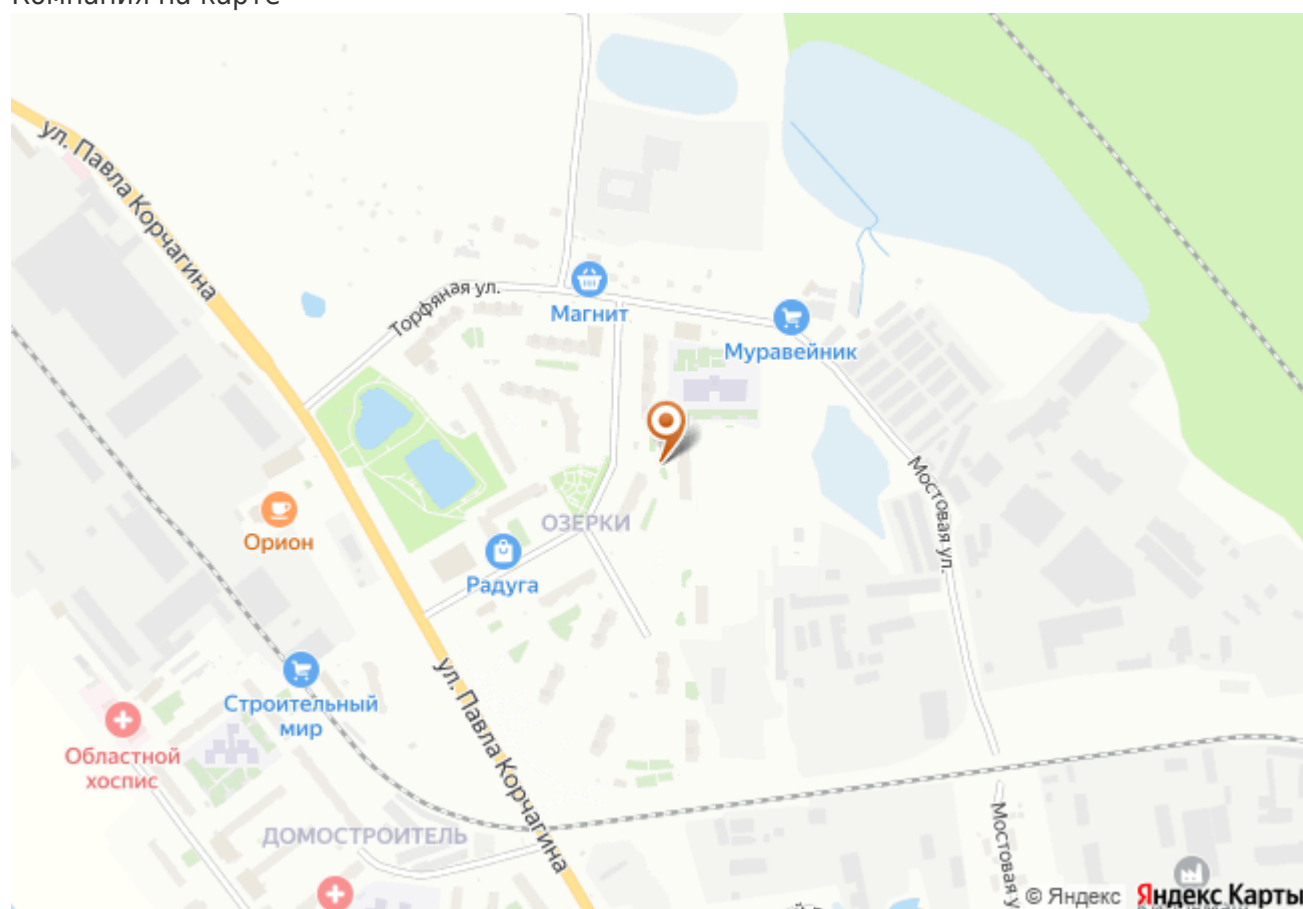 Компания на карте
ул. Павла Корчагина
Торфяная ул.
Магнит
Муравейник
Мостовая ул.
ОЗЕРКИ
Орион
Радуга
ул. Павла Корчагина
Строительный
мир
Областной
хоспис
ДОМОСТРОИТЕЛЬ
Мостовая у
© Яндекс Яндекс Карты